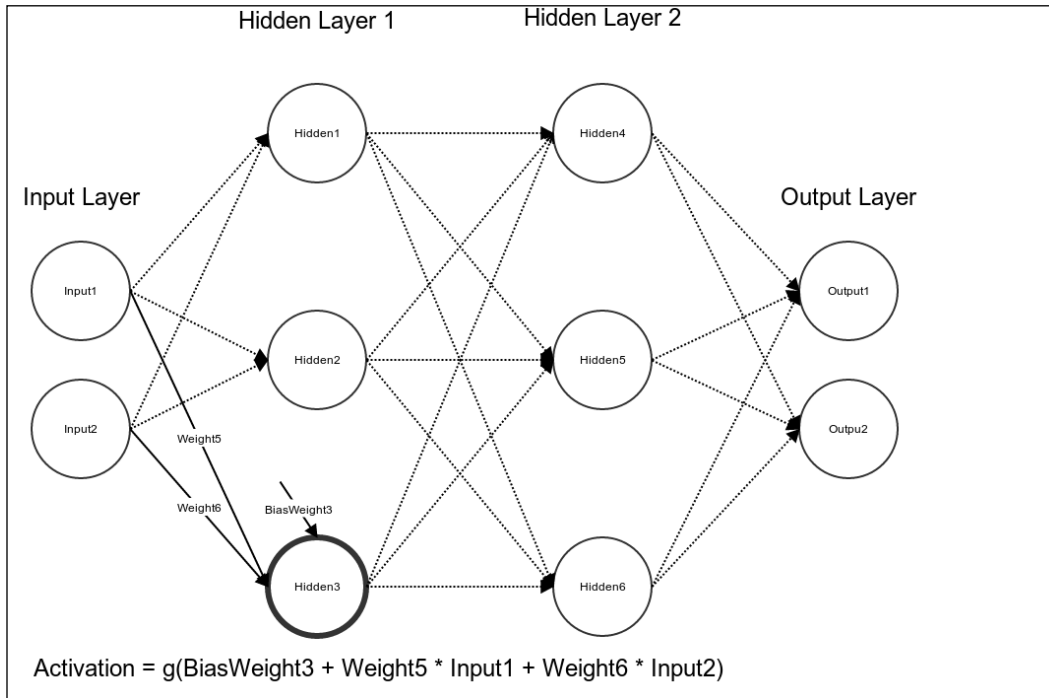 Hidden Layer 1
Hidden Layer 2
Input Layer
Output Layer
Hidden1
Hidden4
Input1
Output1
Hidden2
Hidden5
Input2
Outpu2
Weight5
Weight6
BiasWeight3
Hidden3
Hidden6
Activation = g(BiasWeight3 + Weight5 * Input1 + Weight6 * Input2)